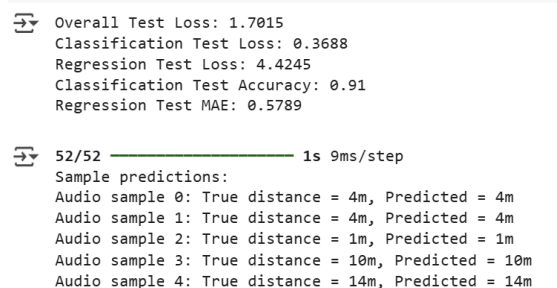 Overall Test Loss: 1.7015
Classification Test Loss: 0.3688
Regression Test Loss: 4.4245
Classification Test Accuracy: 0.91
Regression Test MAE: 0.5789
52/52 ━━━━━━━━━━━━━━━━━━━━ 1s 9ms/step
Sample predictions:
Audio sample 0: True distance = 4m, Predicted = 4m
Audio sample 1: True distance = 4m, Predicted = 4m
Audio sample 2: True distance = 1m, Predicted = 1m
Audio sample 3: True distance = 10m, Predicted = 10m
Audio sample 4: True distance = 14m, Predicted = 14m